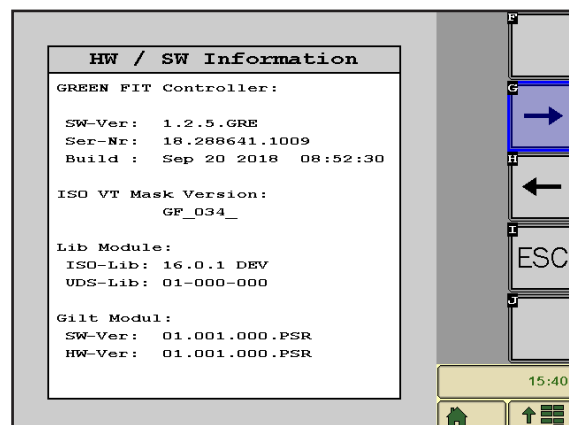 HW / SW Information
GREEN FIT Controller:
SW-Ver: 1.2.5.GRE
Ser-Nr: 18.288641.1009
Build : Sep 20 2018 08:52:30
ISO VT Mask Version:
GF_034_
Lib Module:
ISO-Lib: 16.0.1 DEV
UDS-Lib: 01-000-000
Gilt Modul:
SW-Ver: 01.001.000.PSR
HW-Ver: 01.001.000.PSR
F
G
H
I
ESC
J
15:40